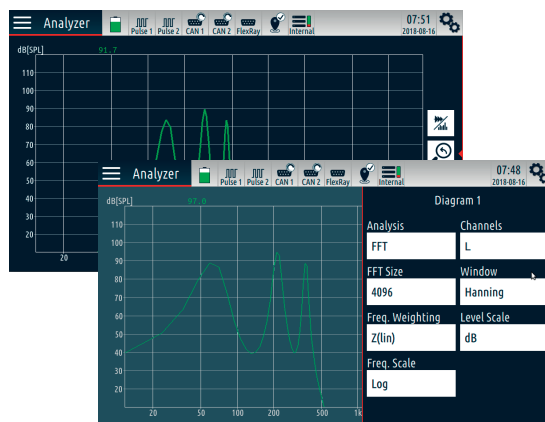 Analyzer
Pulse 1 Pulse 2 CAN 1 CAN 2 FlexRay Internal
07:51
2018-08-16
dB[SPL] 91.7
110
100
90
80
70
60
50
40
30
20
20
Analyzer
Pulse 1 Pulse 2 CAN 1 CAN 2 FlexRay Internal
07:48
2018-08-16
dB[SPL] 97.0
110
90
80
70
60
40
30
20
20 50 100 200 500 1k
Diagram 1
Analysis Channels
FFT L
FFT Size Window
4096 Hanning
Freq. Weighting Level Scale
Z(lin) dB
Freq. Scale
Log